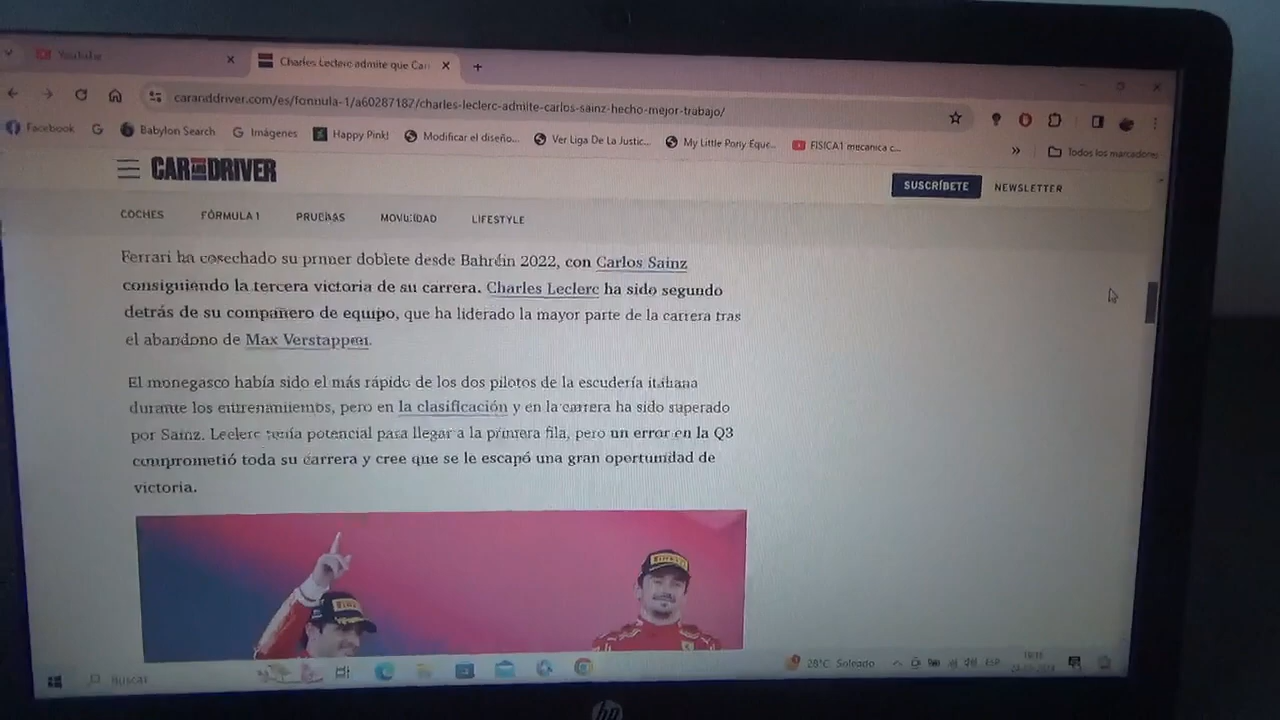 YouTube
Charles Leclerc admite que Car
caranddriver.com/es/formula-1/a60287187/charles-leclerc-admite-carlos-sainz-hecho-mejor-trabajo/
Facebook Babylon Search Imágenes Happy Pink! Modificar el diseño... Ver Liga De La Justic... My Little Pony Eque... FISICA1 mecanica c... » Todos los marcadores
CAR AND DRIVER SUSCRÍBETE NEWSLETTER
COCHES FÓRMULA 1 PRUEBAS MOVILIDAD LIFESTYLE
Ferrari ha cosechado su primer doblete desde Bahréin 2022, con Carlos Sainz
consiguiendo la tercera victoria de su carrera. Charles Leclerc ha sido segundo
detrás de su compañero de equipo, que ha liderado la mayor parte de la carrera tras
el abandono de Max Verstappen.
El monegasco había sido el más rápido de los dos pilotos de la escudería italiana
durante los entrenamientos, pero en la clasificación y en la carrera ha sido superado
por Sainz. Leclerc tenía potencial para llegar a la primera fila, pero un error en la Q3
comprometió toda su carrera y cree que se le escapó una gran oportunidad de
victoria.
PIRELLI
PIRELLI
Buscar 28°C Soleado ESP
hp